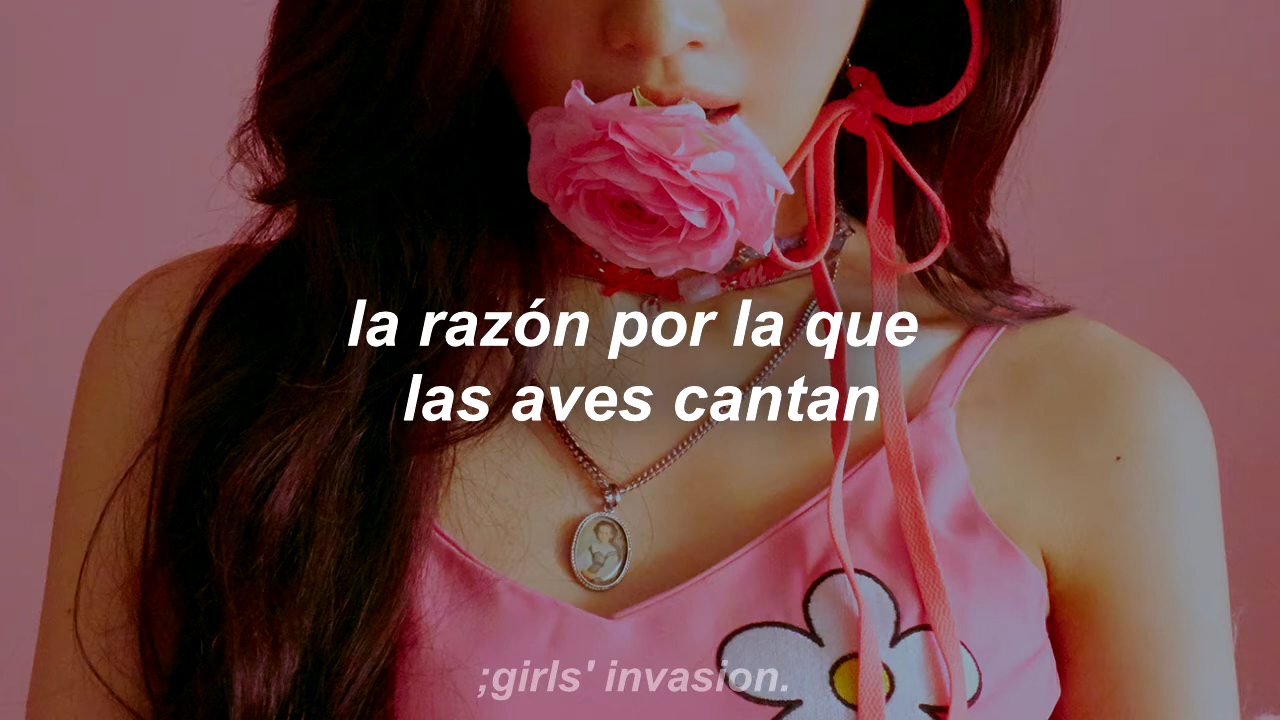 la razón por la que
las aves cantan
;girls' invasion.